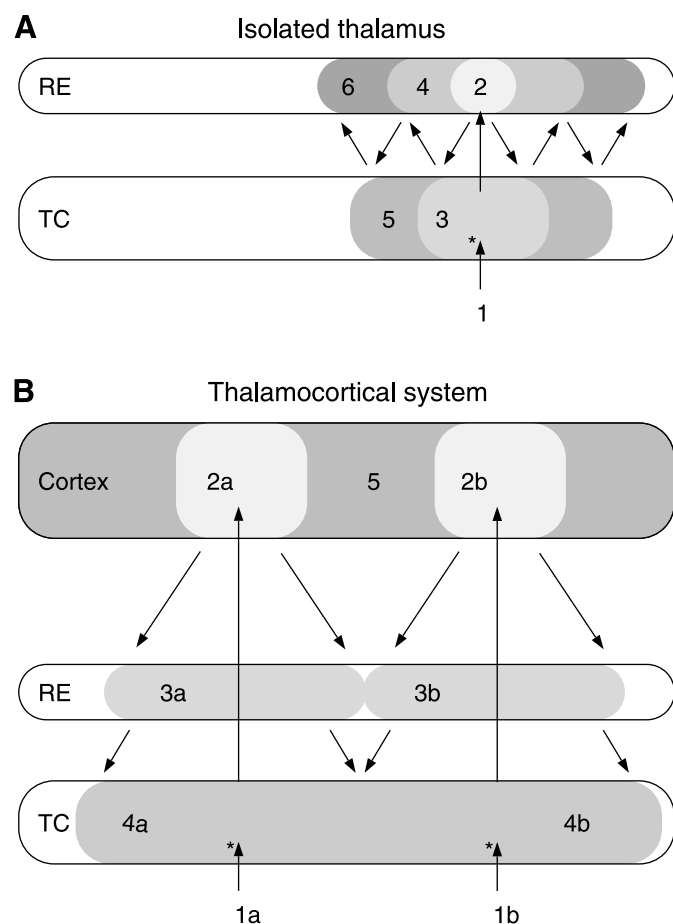 A
Isolated thalamus
RE 6 4 2
TC 5 3
*
1
B
Thalamocortical system
Cortex 2a 5 2b
RE 3a 3b
TC 4a 4b
* *
1a 1b